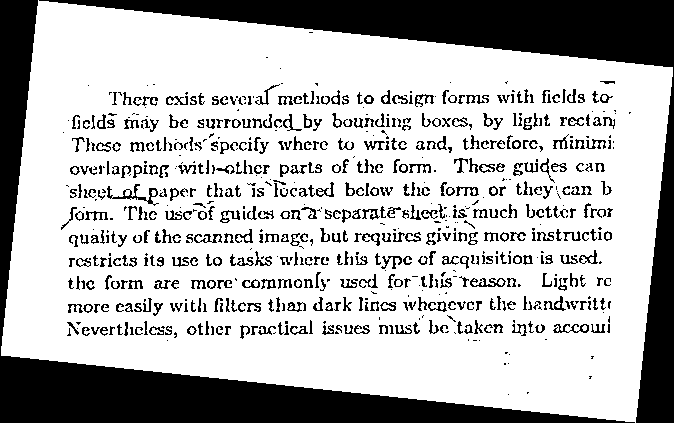 There exist several methods to design forms with fields to
fields may be surrounded by bounding boxes, by light rectan
These methods specify where to write and, therefore, minimi
overlapping with other parts of the form. These guides can
sheet of paper that is located below the form or they can b
form. The use of guides on a separate sheet is much better fror
quality of the scanned image, but requires giving more instructio
restricts its use to tasks where this type of acquisition is used.
the form are more commonly used for this reason. Light re
more easily with filters than dark lines whenever the handwritt
Nevertheless, other practical issues must be taken into accoun